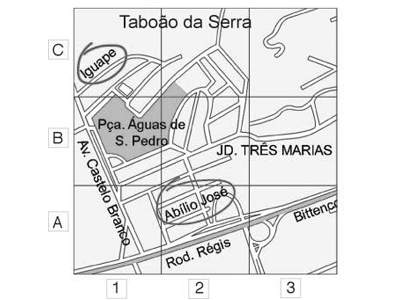 Taboão da Serra
C
Iguape
Pça. Águas de
S. Pedro
B
JD. TRÊS MARIAS
Av. Castelo Branco
Abílio José
A
Bittenc
Rod. Régis
1
2
3